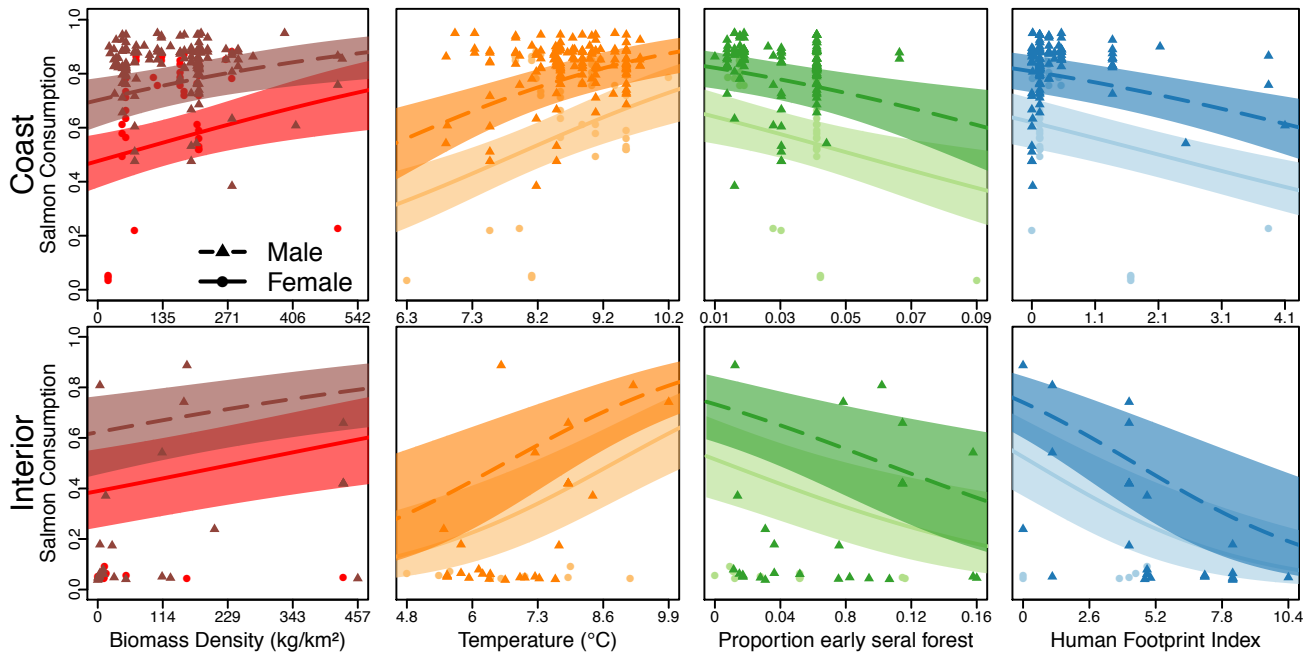 Coast
Salmon Consumption
0.0 0.2 0.4 0.6 0.8 1.0
Male
Female
0 135 271 406 542
6.3 7.3 8.2 9.2 10.2
0.01 0.03 0.05 0.07 0.09
0 1.1 2.1 3.1 4.1
Interior
Salmon Consumption
0.0 0.2 0.4 0.6 0.8 1.0
0 114 229 343 457
4.8 6 7.3 8.6 9.9
0 0.04 0.08 0.12 0.16
0 2.6 5.2 7.8 10.4
Biomass Density (kg/km²)
Temperature (°C)
Proportion early seral forest
Human Footprint Index